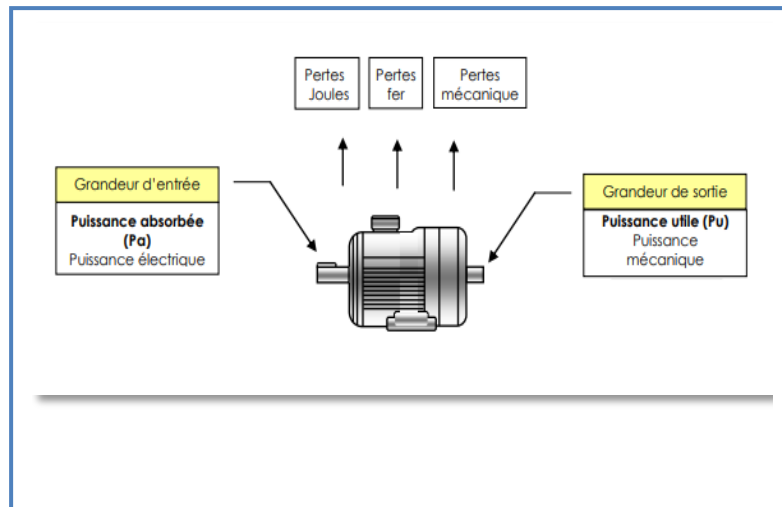 Pertes
Joules
Pertes
fer
Pertes
mécanique
Grandeur d'entrée
Puissance absorbée
(Pa)
Puissance électrique
Grandeur de sortie
Puissance utile (Pu)
Puissance
mécanique